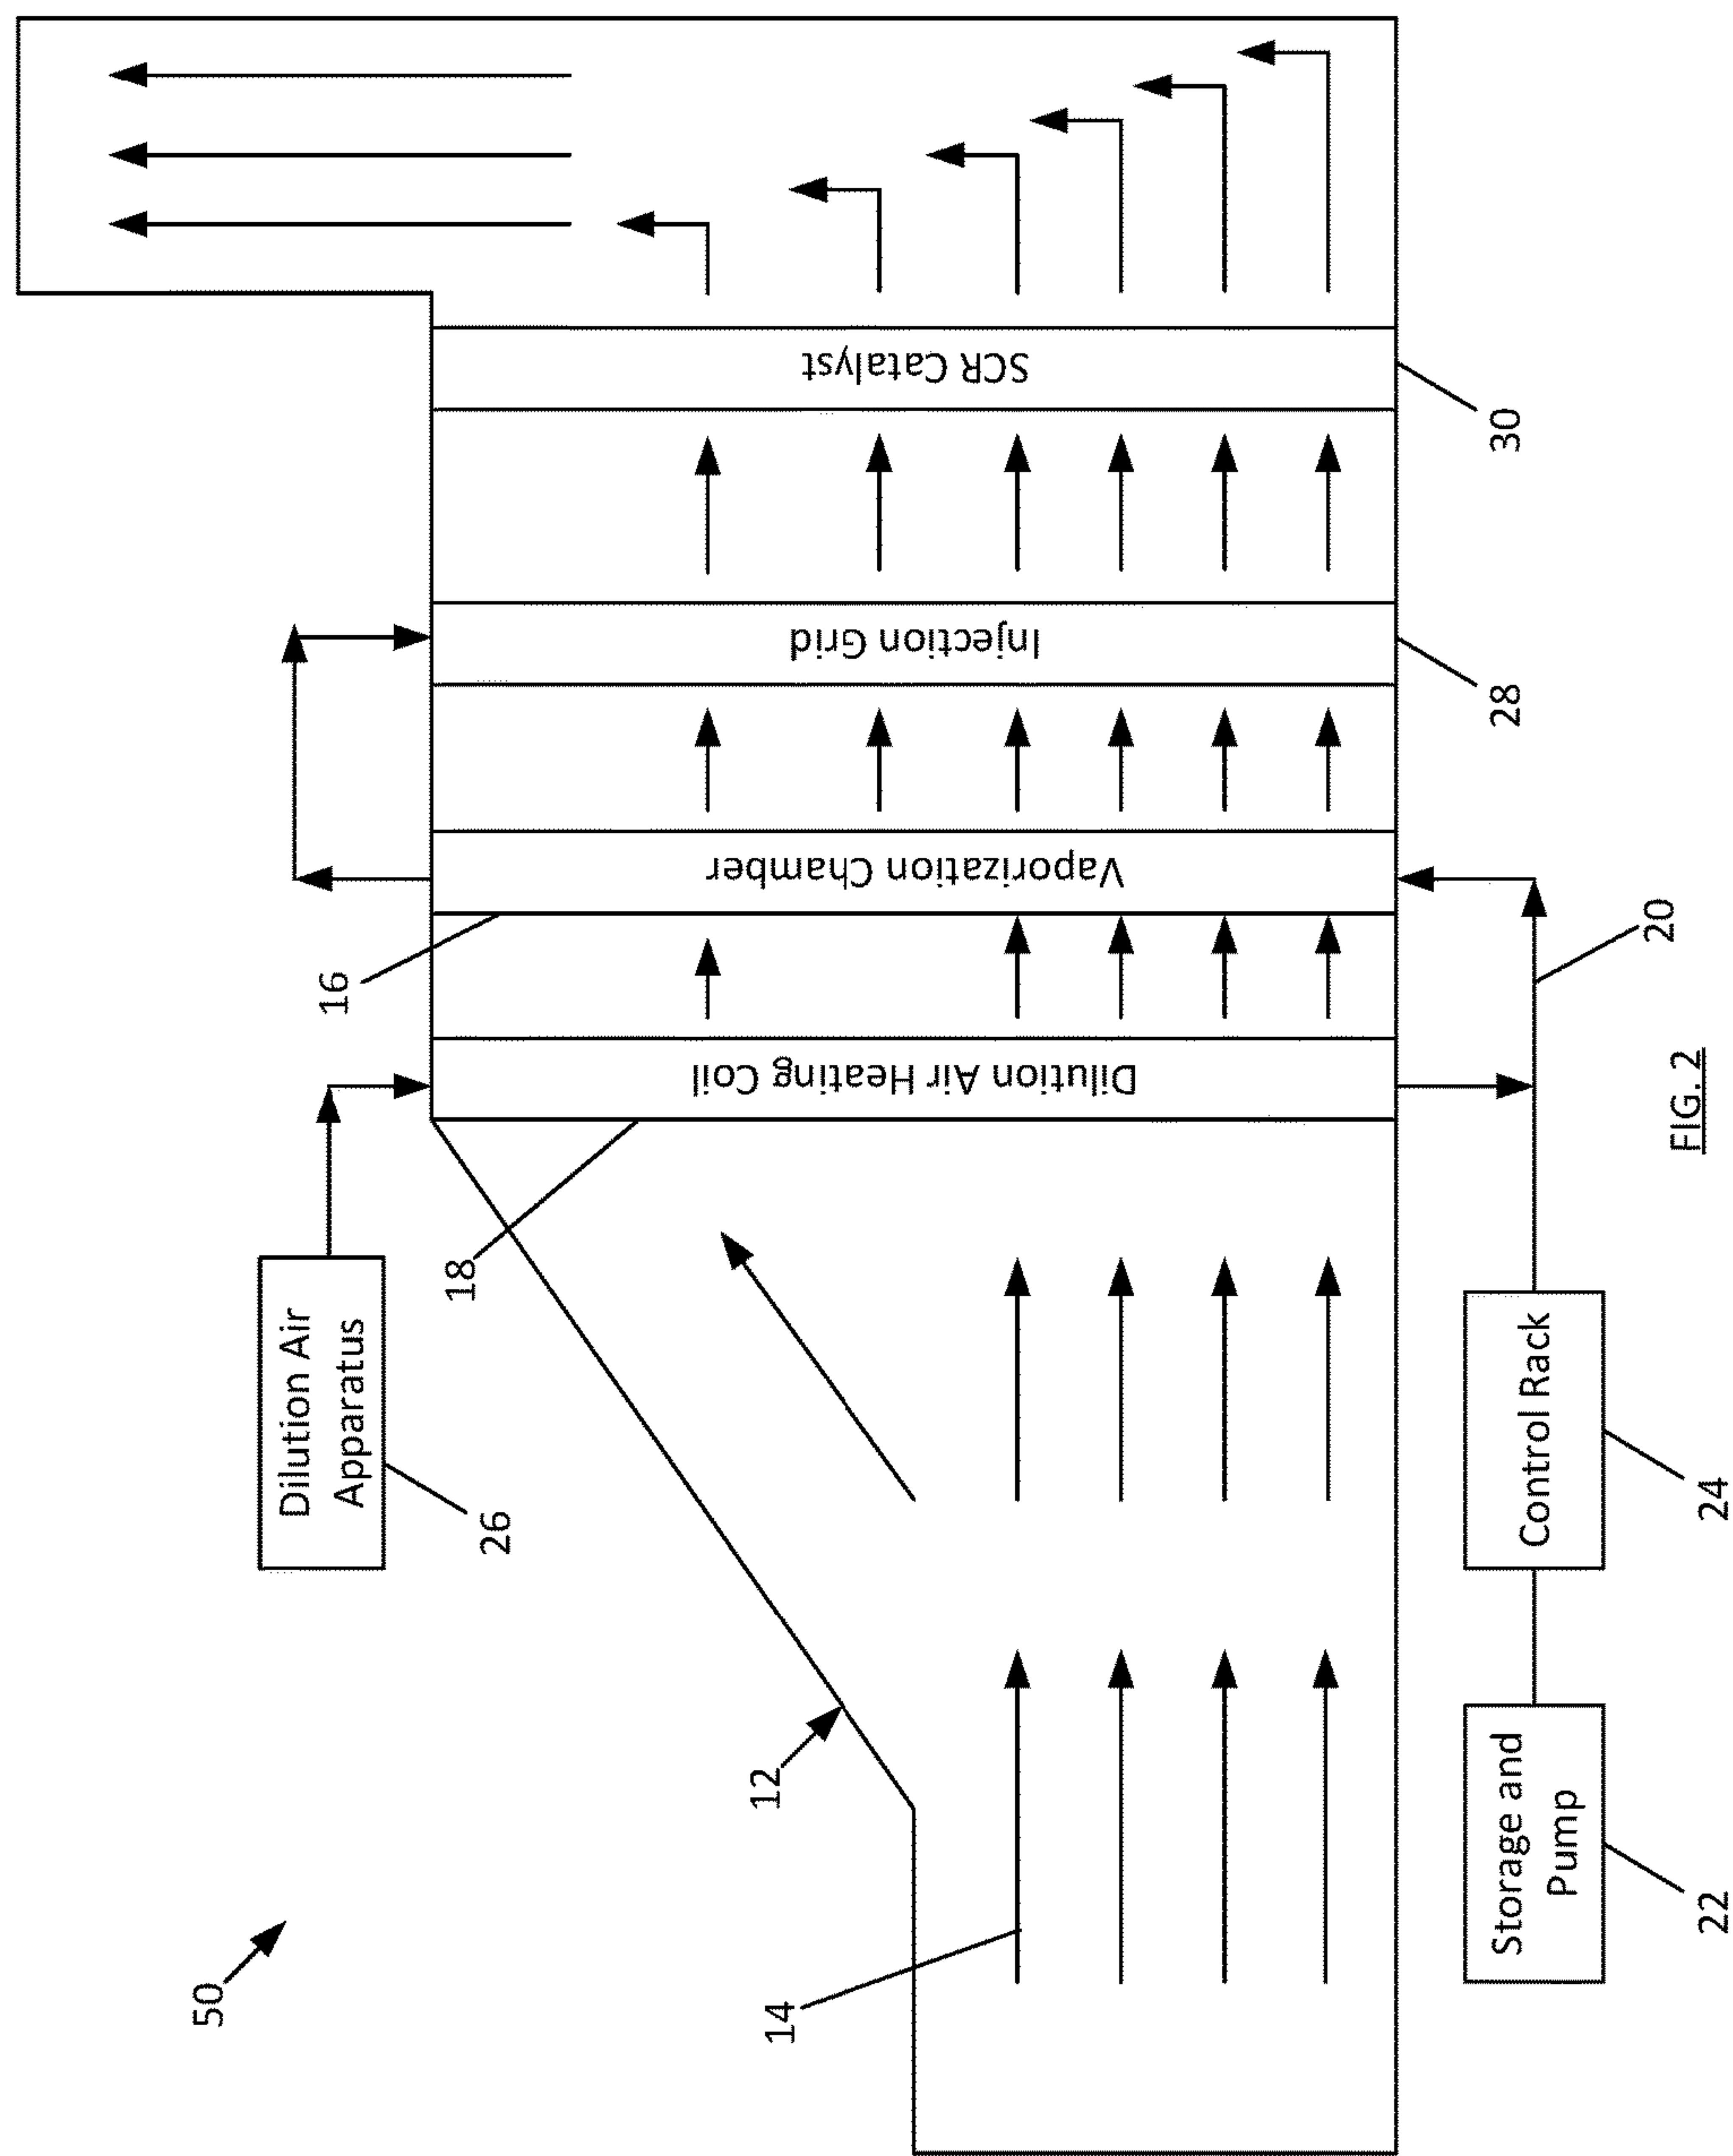 50
12
14
Dilution Air
Apparatus
26
18
16
Dilution Air Heating Coil
Vaporization Chamber
Injection Grid
SCR Catalyst
Storage and
Pump
22
Control Rack
24
20
28
30
FIG. 2